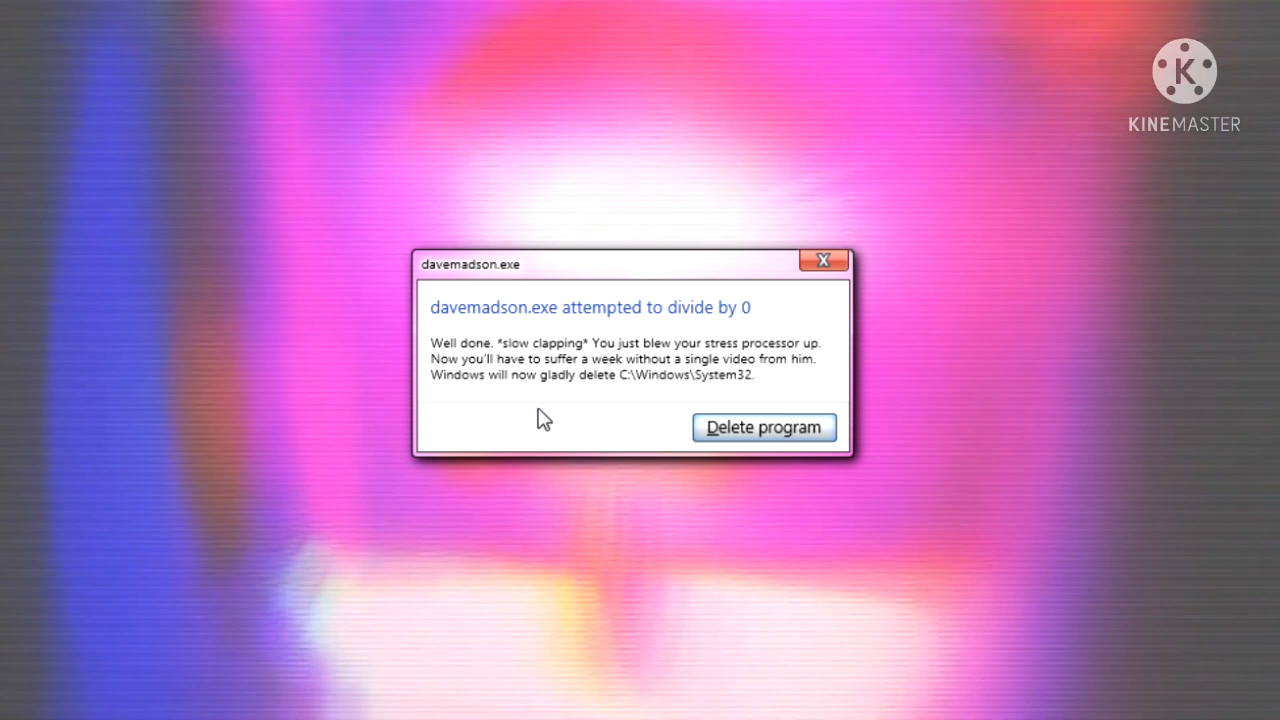 K
KINEMASTER
davemadson.exe
X
davemadson.exe attempted to divide by 0
Well done. *slow clapping* You just blew your stress processor up.
Now you'll have to suffer a week without a single video from him.
Windows will now gladly delete C:\Windows\System32.
Delete program